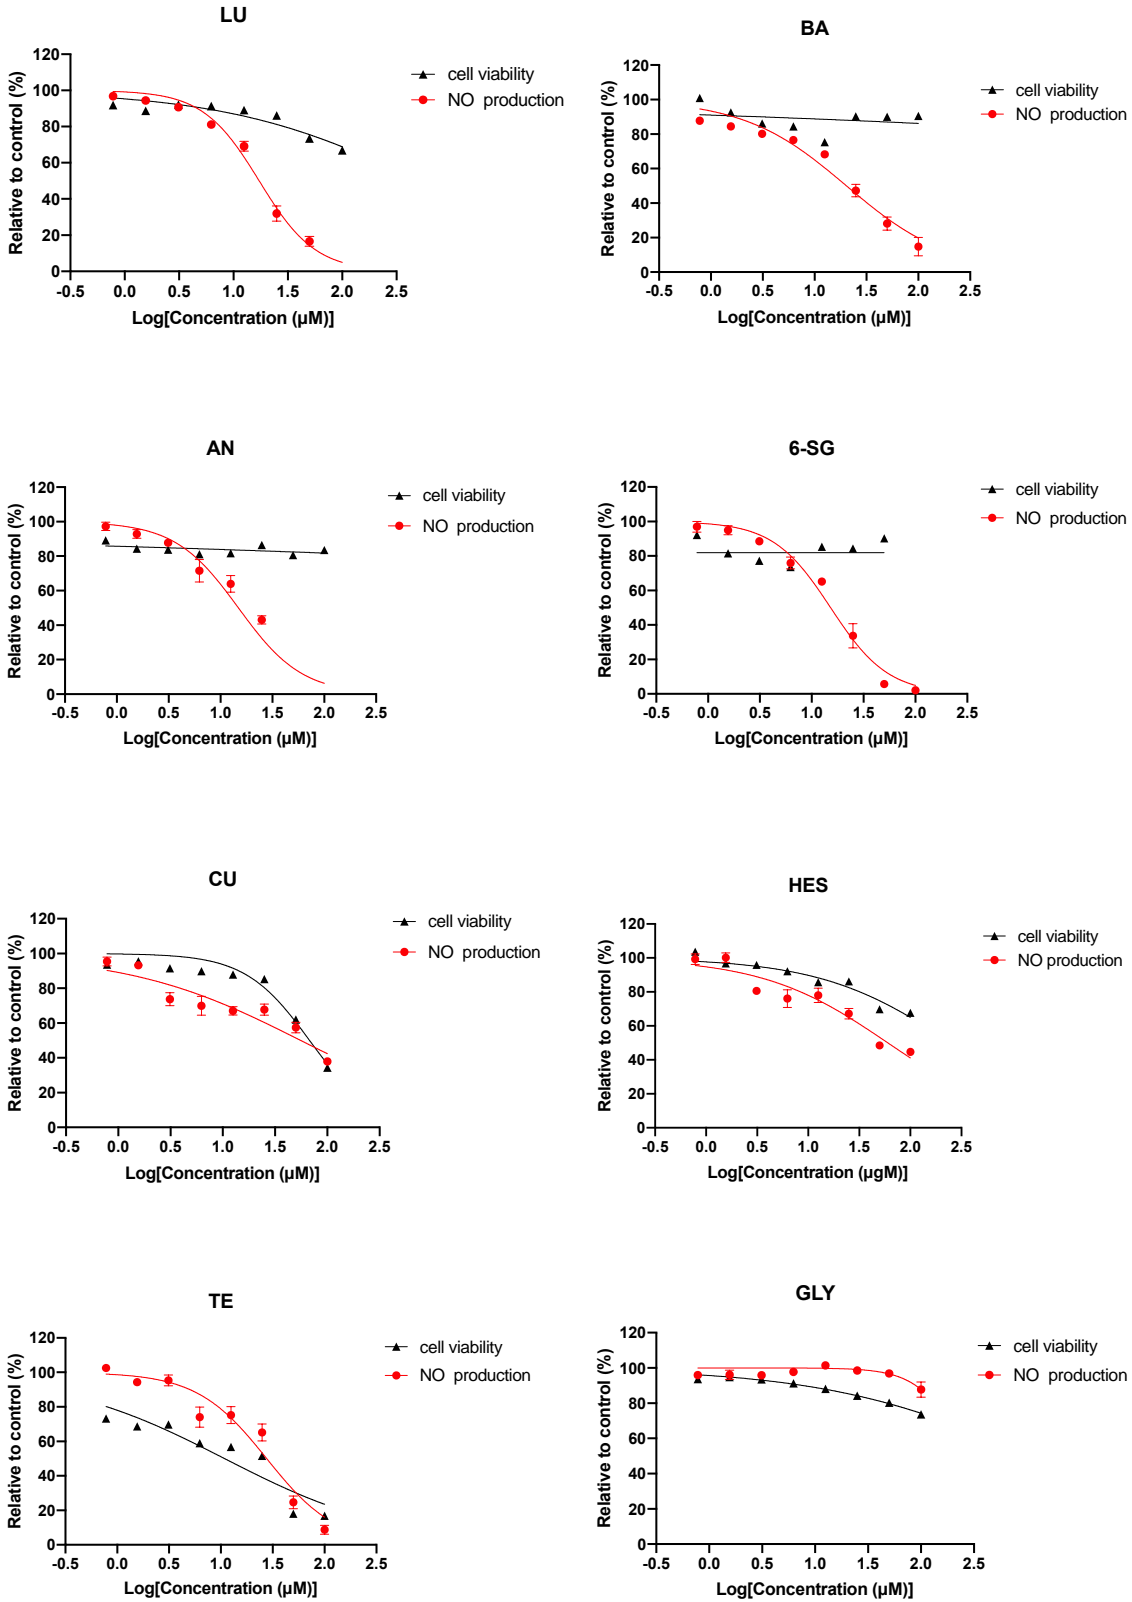 LU
Relative to control (%)
120
100
80
60
40
20
0
-0.5 0.0 0.5 1.0 1.5 2.0 2.5
Log[Concentration (µM)]
cell viability
NO production
BA
Relative to control (%)
120
100
80
60
40
20
0
-0.5 0.0 0.5 1.0 1.5 2.0 2.5
Log[Concentration (µM)]
cell viability
NO production
AN
Relative to control (%)
120
100
80
60
40
20
0
-0.5 0.0 0.5 1.0 1.5 2.0 2.5
Log[Concentration (µM)]
cell viability
NO production
6-SG
Relative to control (%)
120
100
80
60
40
20
0
-0.5 0.0 0.5 1.0 1.5 2.0 2.5
Log[Concentration (µM)]
cell viability
NO production
CU
Relative to control (%)
120
100
80
60
40
20
0
-0.5 0.0 0.5 1.0 1.5 2.0 2.5
Log[Concentration (µM)]
cell viability
NO production
HES
Relative to control (%)
120
100
80
60
40
20
0
-0.5 0.0 0.5 1.0 1.5 2.0 2.5
Log[Concentration (µgM)]
cell viability
NO production
TE
Relative to control (%)
120
100
80
60
40
20
0
-0.5 0.0 0.5 1.0 1.5 2.0 2.5
Log[Concentration (µM)]
cell viability
NO production
GLY
Relative to control (%)
120
100
80
60
40
20
0
-0.5 0.0 0.5 1.0 1.5 2.0 2.5
Log[Concentration (µM)]
cell viability
NO production